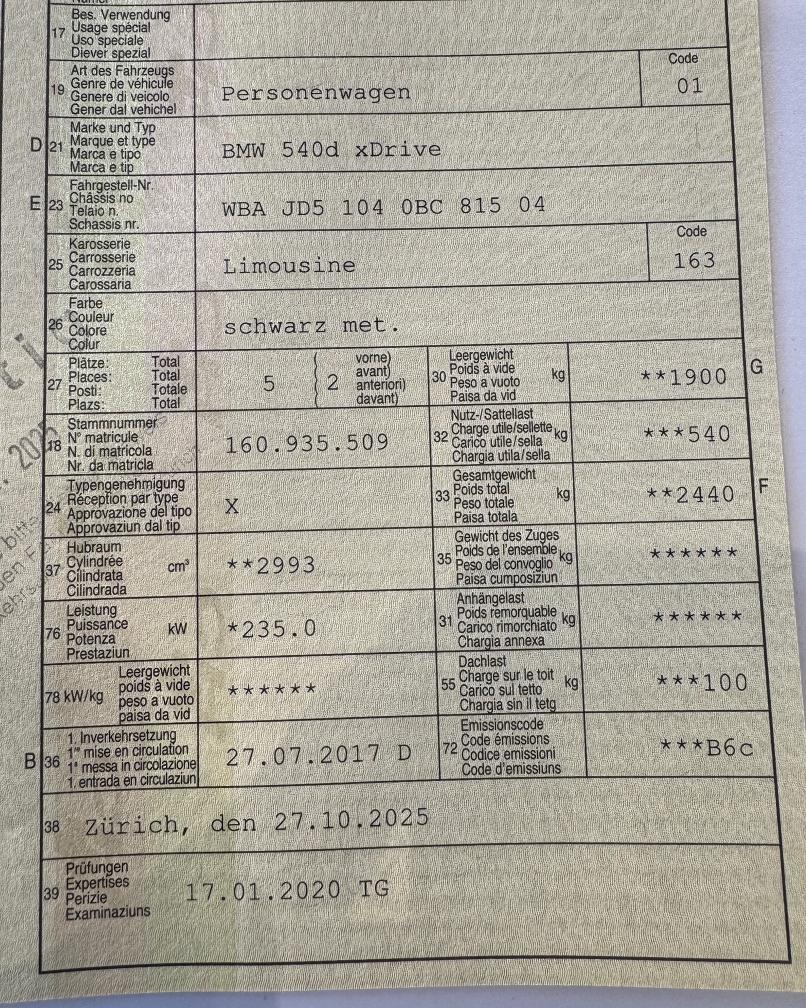 17 Bes. Verwendung
Usage spécial
Uso speciale
Diever spezial
19 Art des Fahrzeugs
Genre de véhicule
Genere di veicolo
Gener dal vehichel
Personenwagen
Code
01
D 21 Marke und Typ
Marque et type
Marca e tipo
Marca e tip
BMW 540d xDrive
E 23 Fahrgestell-Nr.
Châssis no
Telaio n.
Schassis nr.
WBA JD5 104 0BC 815 04
25 Karosserie
Carrosserie
Carrozzeria
Carossaria
Limousine
Code
163
26 Farbe
Couleur
Colore
Colur
schwarz met.
27 Plätze: Total
Places: Total
Posti: Totale
Plazs: Total
5
2
vorne)
avant)
anteriori)
davant)
30 Leergewicht
Poids à vide kg
Peso a vuoto
Paisa da vid
**1900
G
18 Stammnummer
N° matricule
N. di matricola
Nr. da matricla
160.935.509
32 Nutz-/Sattellast
Charge utile/sellette kg
Carico utile/sella
Chargia utila/sella
***540
24 Typengenehmigung
Réception par type
Approvazione del tipo
Approvaziun dal tip
X
33 Gesamtgewicht
Poids total kg
Peso totale
Paisa totala
**2440
F
37 Hubraum
Cylindrée cm³
Cilindrata
Cilindrada
**2993
35 Gewicht des Zuges
Poids de l'ensemble kg
Peso del convoglio
Paisa cumposiziun
******
76 Leistung
Puissance kW
Potenza
Prestaziun
*235.0
31 Anhängelast
Poids remorquable kg
Carico rimorchiato
Chargia annexa
******
78 kW/kg Leergewicht
poids à vide
peso a vuoto
paisa da vid
******
55 Dachlast
Charge sur le toit kg
Carico sul tetto
Chargia sin il tetg
***100
B 36 1. Inverkehrsetzung
1re mise en circulation
1a messa in circolazione
1. entrada en circulaziun
27.07.2017 D
72 Emissionscode
Code émissions
Codice emissioni
Code d'emissiuns
***B6c
38 Zürich, den 27.10.2025
39 Prüfungen
Expertises
Perizie
Examinaziuns
17.01.2020 TG